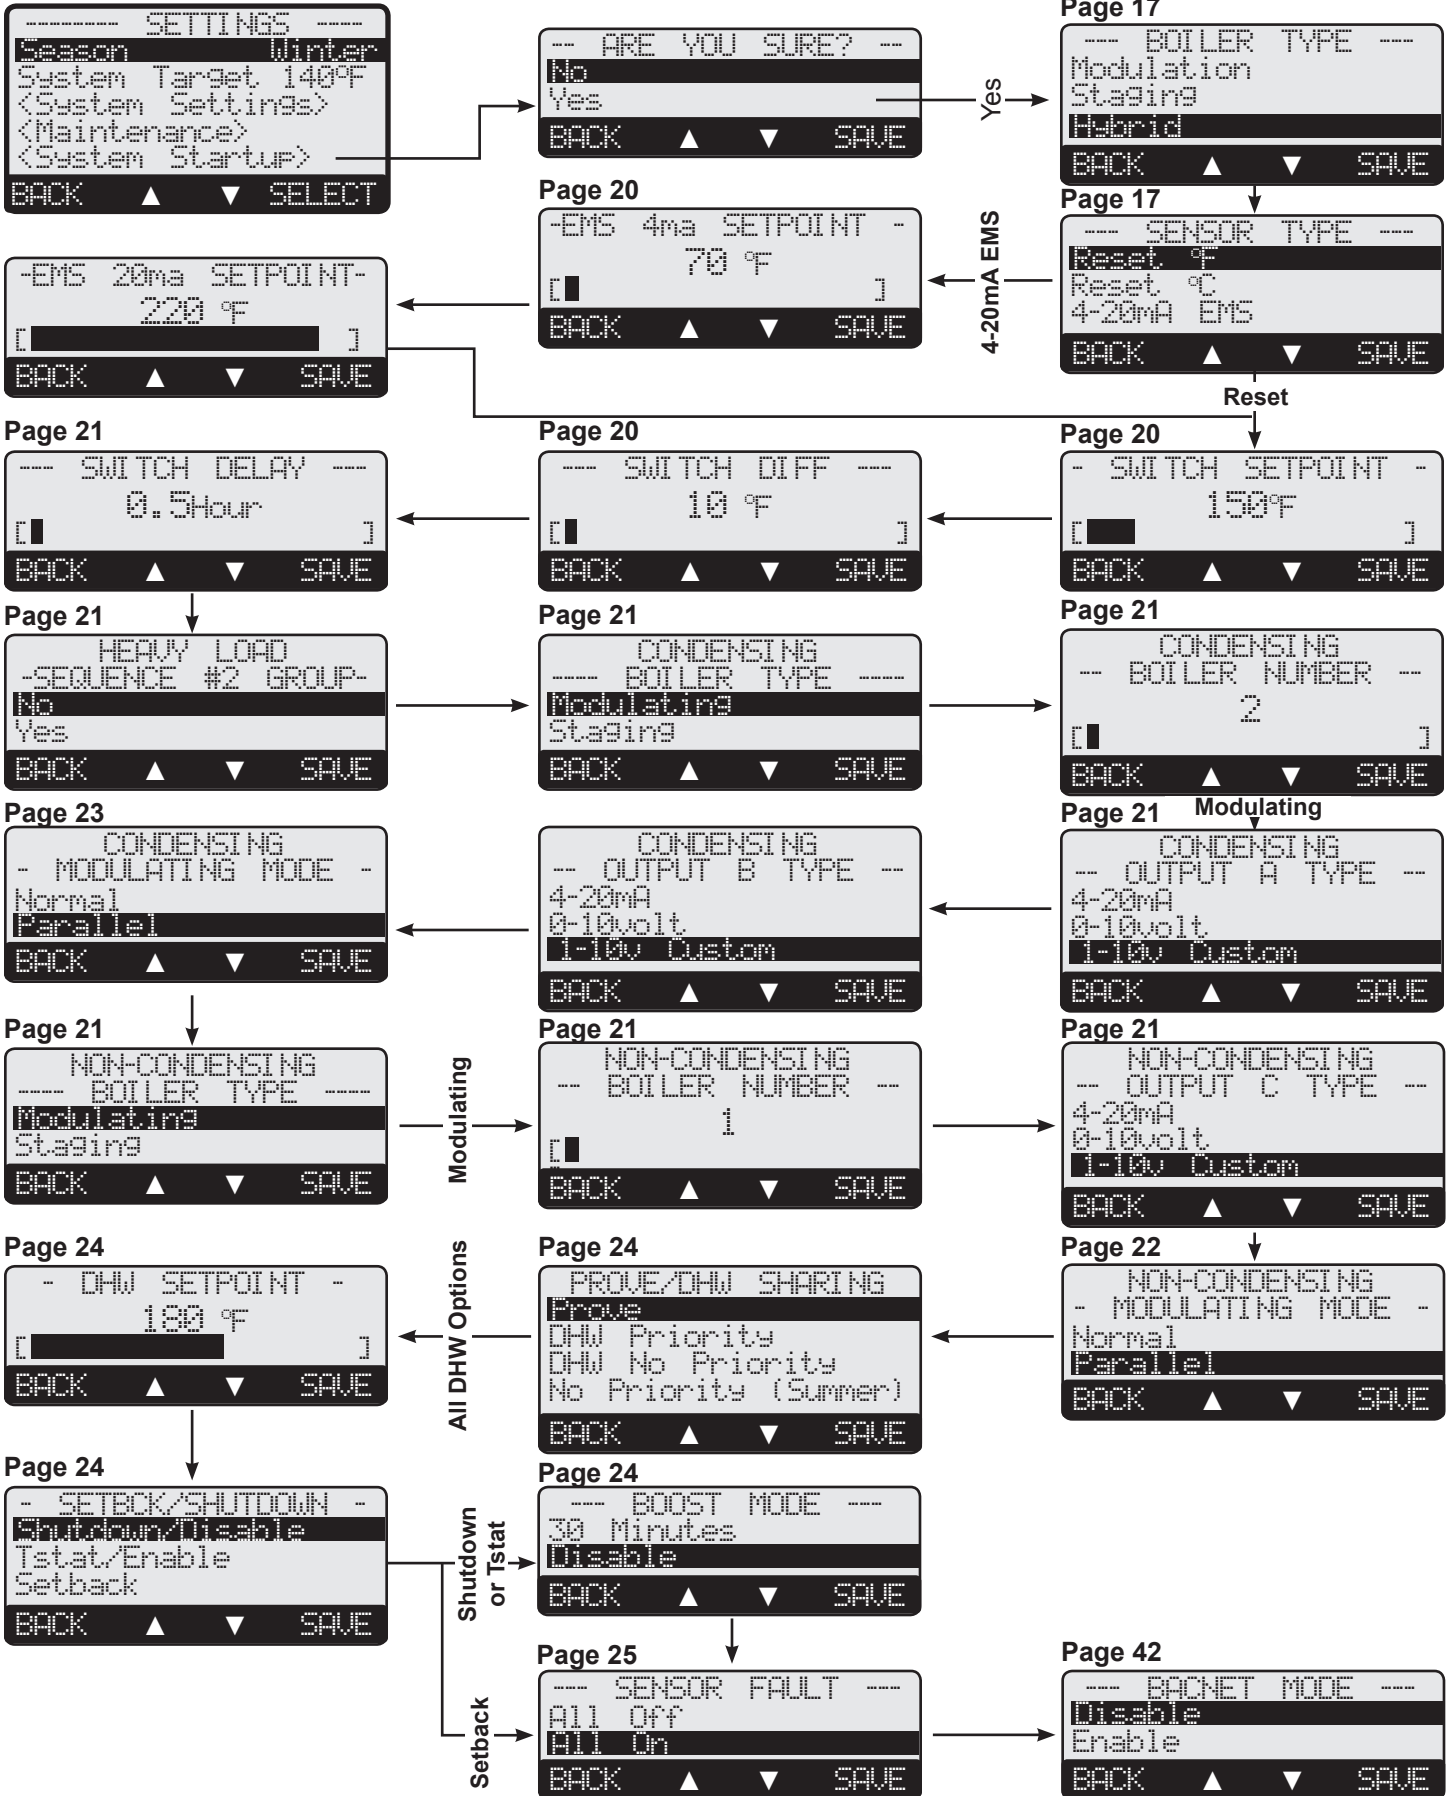 -------- SETTINGS -----
Season Winter
System Target 140°F
<System Settings>
<Maintenance>
<System Startup>
BACK ▲ ▼ SELECT
-- ARE YOU SURE? --
No
Yes
BACK ▲ ▼ SAVE
Yes
Page 17
--- BOILER TYPE ---
Modulation
Staging
Hybrid
BACK ▲ ▼ SAVE
Page 17
--- SENSOR TYPE ---
Reset °F
Reset °C
4-20mA EMS
BACK ▲ ▼ SAVE
4-20mA EMS
Page 20
-EMS 4ma SETPOINT -
70 °F
[ ]
BACK ▲ ▼ SAVE
-EMS 20ma SETPOINT-
220 °F
[ ]
BACK ▲ ▼ SAVE
Reset
Page 20
- SWITCH SETPOINT -
150°F
[ ]
BACK ▲ ▼ SAVE
Page 20
--- SWITCH DIFF ---
10 °F
[ ]
BACK ▲ ▼ SAVE
Page 21
--- SWITCH DELAY ---
0.5Hour
[ ]
BACK ▲ ▼ SAVE
Page 21
HEAVY LOAD
-SEQUENCE #2 GROUP-
No
Yes
BACK ▲ ▼ SAVE
Page 21
CONDENSING
---- BOILER TYPE ----
Modulating
Staging
BACK ▲ ▼ SAVE
Page 21
CONDENSING
-- BOILER NUMBER --
2
[ ]
BACK ▲ ▼ SAVE
Modulating
Page 21
CONDENSING
-- OUTPUT A TYPE --
4-20mA
0-10volt
1-10v Custom
BACK ▲ ▼ SAVE
CONDENSING
-- OUTPUT B TYPE --
4-20mA
0-10volt
1-10v Custom
BACK ▲ ▼ SAVE
Page 23
CONDENSING
- MODULATING MODE -
Normal
Parallel
BACK ▲ ▼ SAVE
Page 21
NON-CONDENSING
---- BOILER TYPE ----
Modulating
Staging
BACK ▲ ▼ SAVE
Modulating
Page 21
NON-CONDENSING
-- BOILER NUMBER --
1
[
BACK ▲ ▼ SAVE
Page 21
NON-CONDENSING
-- OUTPUT C TYPE --
4-20mA
0-10volt
1-10v Custom
BACK ▲ ▼ SAVE
Page 22
NON-CONDENSING
- MODULATING MODE -
Normal
Parallel
BACK ▲ ▼ SAVE
Page 24
PROVE/DHW SHARING
Prove
DHW Priority
DHW No Priority
No Priority (Summer)
BACK ▲ ▼ SAVE
All DHW Options
Page 24
- DHW SETPOINT -
180 °F
[ ]
BACK ▲ ▼ SAVE
Page 24
- SETBCK/SHUTDOWN -
Shutdown/Disable
Tstat/Enable
Setback
BACK ▲ ▼ SAVE
Shutdown
or Tstat
Page 24
--- BOOST MODE ---
30 Minutes
Disable
BACK ▲ ▼ SAVE
Setback
Page 25
--- SENSOR FAULT ---
All Off
All On
BACK ▲ ▼ SAVE
Page 42
--- BACNET MODE ---
Disable
Enable
BACK ▲ ▼ SAVE